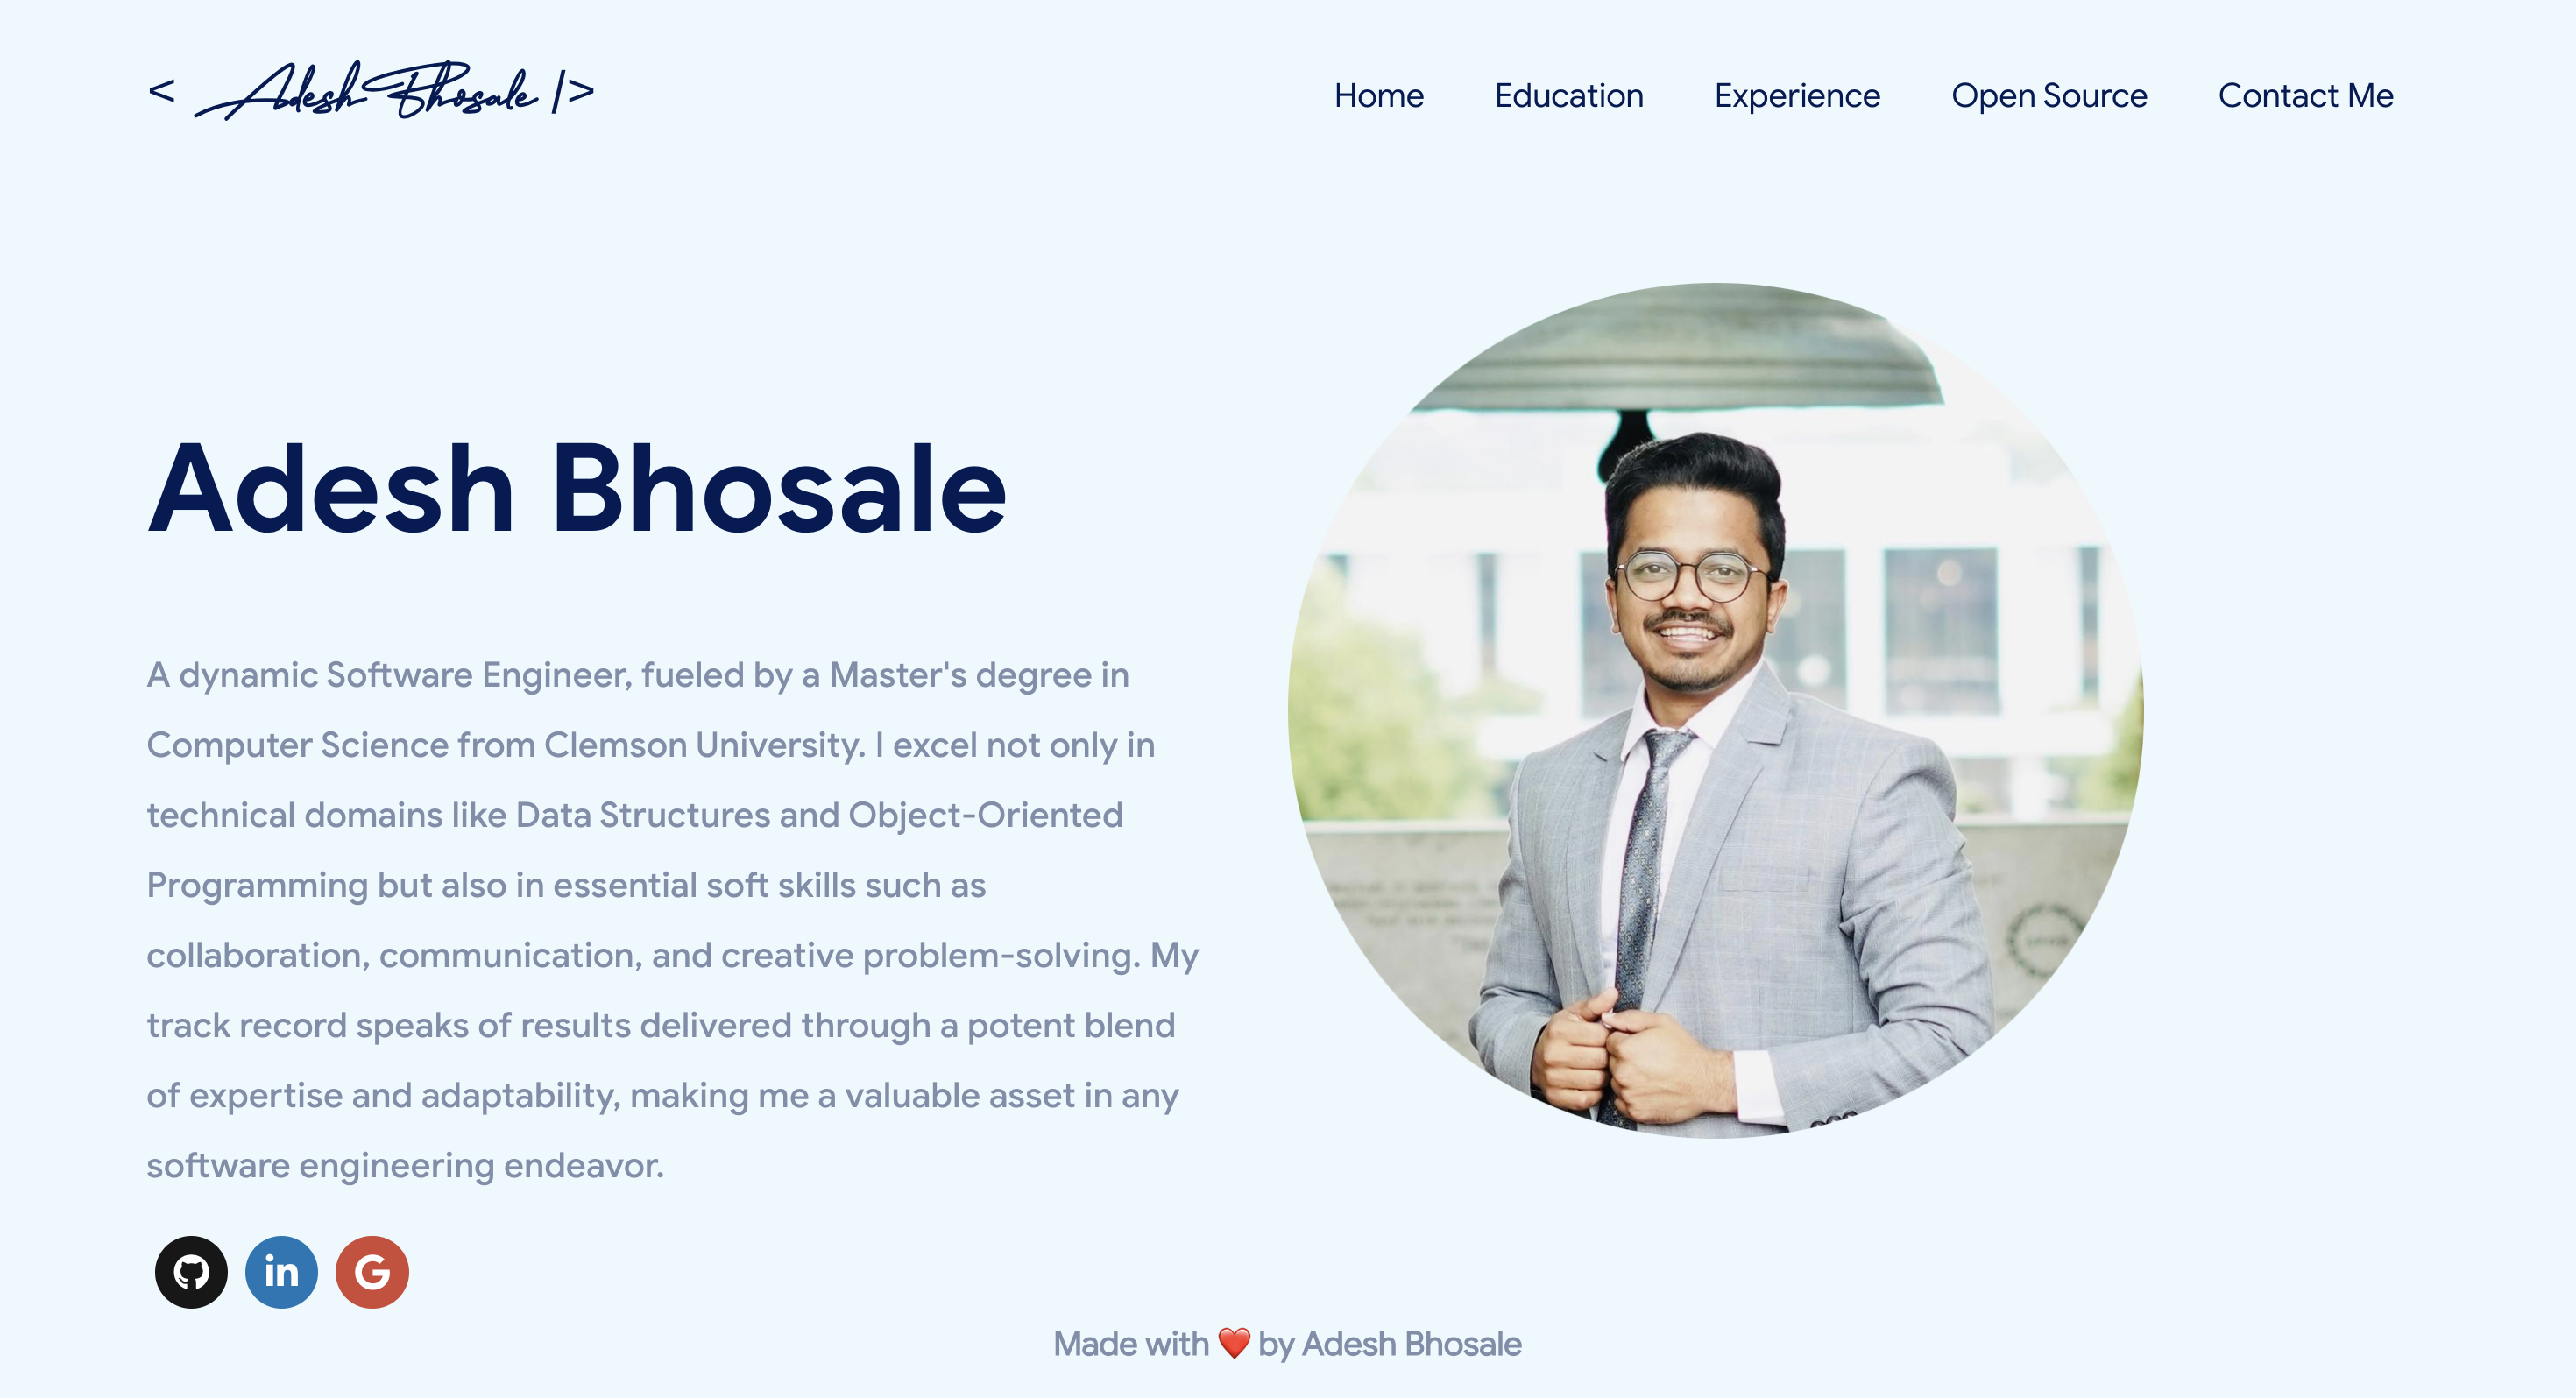 < Adesh Bhosale />
Home Education Experience Open Source Contact Me
Adesh Bhosale
A dynamic Software Engineer, fueled by a Master's degree in
Computer Science from Clemson University. I excel not only in
technical domains like Data Structures and Object-Oriented
Programming but also in essential soft skills such as
collaboration, communication, and creative problem-solving. My
track record speaks of results delivered through a potent blend
of expertise and adaptability, making me a valuable asset in any
software engineering endeavor.
in G
Made with ❤️ by Adesh Bhosale